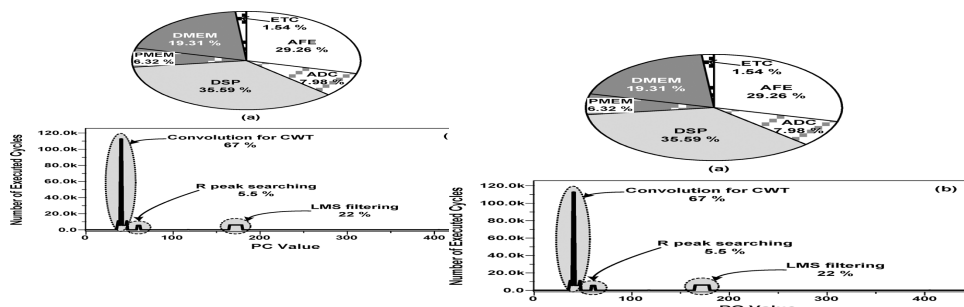 ETC
1.54 %
DMEM
19.31 %
AFE
29.26 %
PMEM
6.32 %
ADC
7.98 %
DSP
35.59 %
(a)
Number of Executed Cycles
120.0k
100.0k
80.0k
60.0k
40.0k
20.0k
0.0
Convolution for CWT
67 %
R peak searching
5.5 %
LMS filtering
22 %
0
100
200
300
400
PC Value
ETC
1.54 %
DMEM
19.31 %
AFE
29.26 %
PMEM
6.32 %
ADC
7.98 %
DSP
35.59 %
(a)
Number of Executed Cycles
120.0k
100.0k
80.0k
60.0k
40.0k
20.0k
0.0
Convolution for CWT
67 %
(b)
R peak searching
5.5 %
LMS filtering
22 %
0
100
200
300
400
PC Value